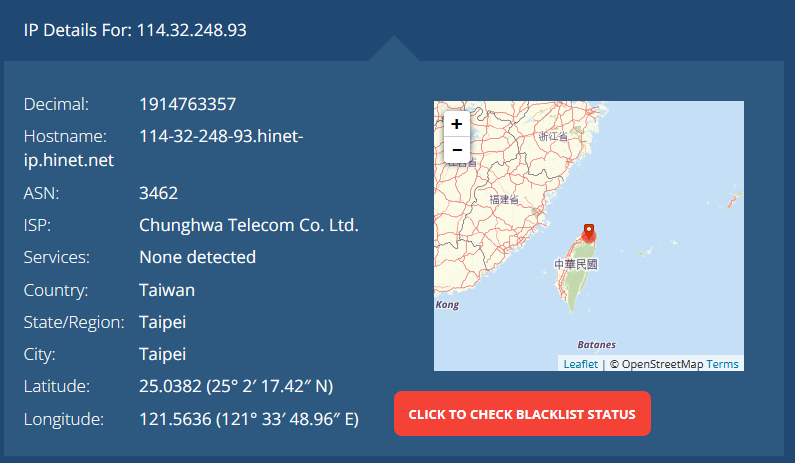 IP Details For: 114.32.248.93
Decimal: 1914763357
Hostname: 114-32-248-93.hinet-
ip.hinet.net
ASN: 3462
ISP: Chunghwa Telecom Co. Ltd.
Services: None detected
Country: Taiwan
State/Region: Taipei
City: Taipei
Latitude: 25.0382 (25° 2′ 17.42″ N)
Longitude: 121.5636 (121° 33′ 48.96″ E)
+
−
浙江省
福建省
中華民國
Kong
Batanes
Leaflet | © OpenStreetMap Terms
CLICK TO CHECK BLACKLIST STATUS